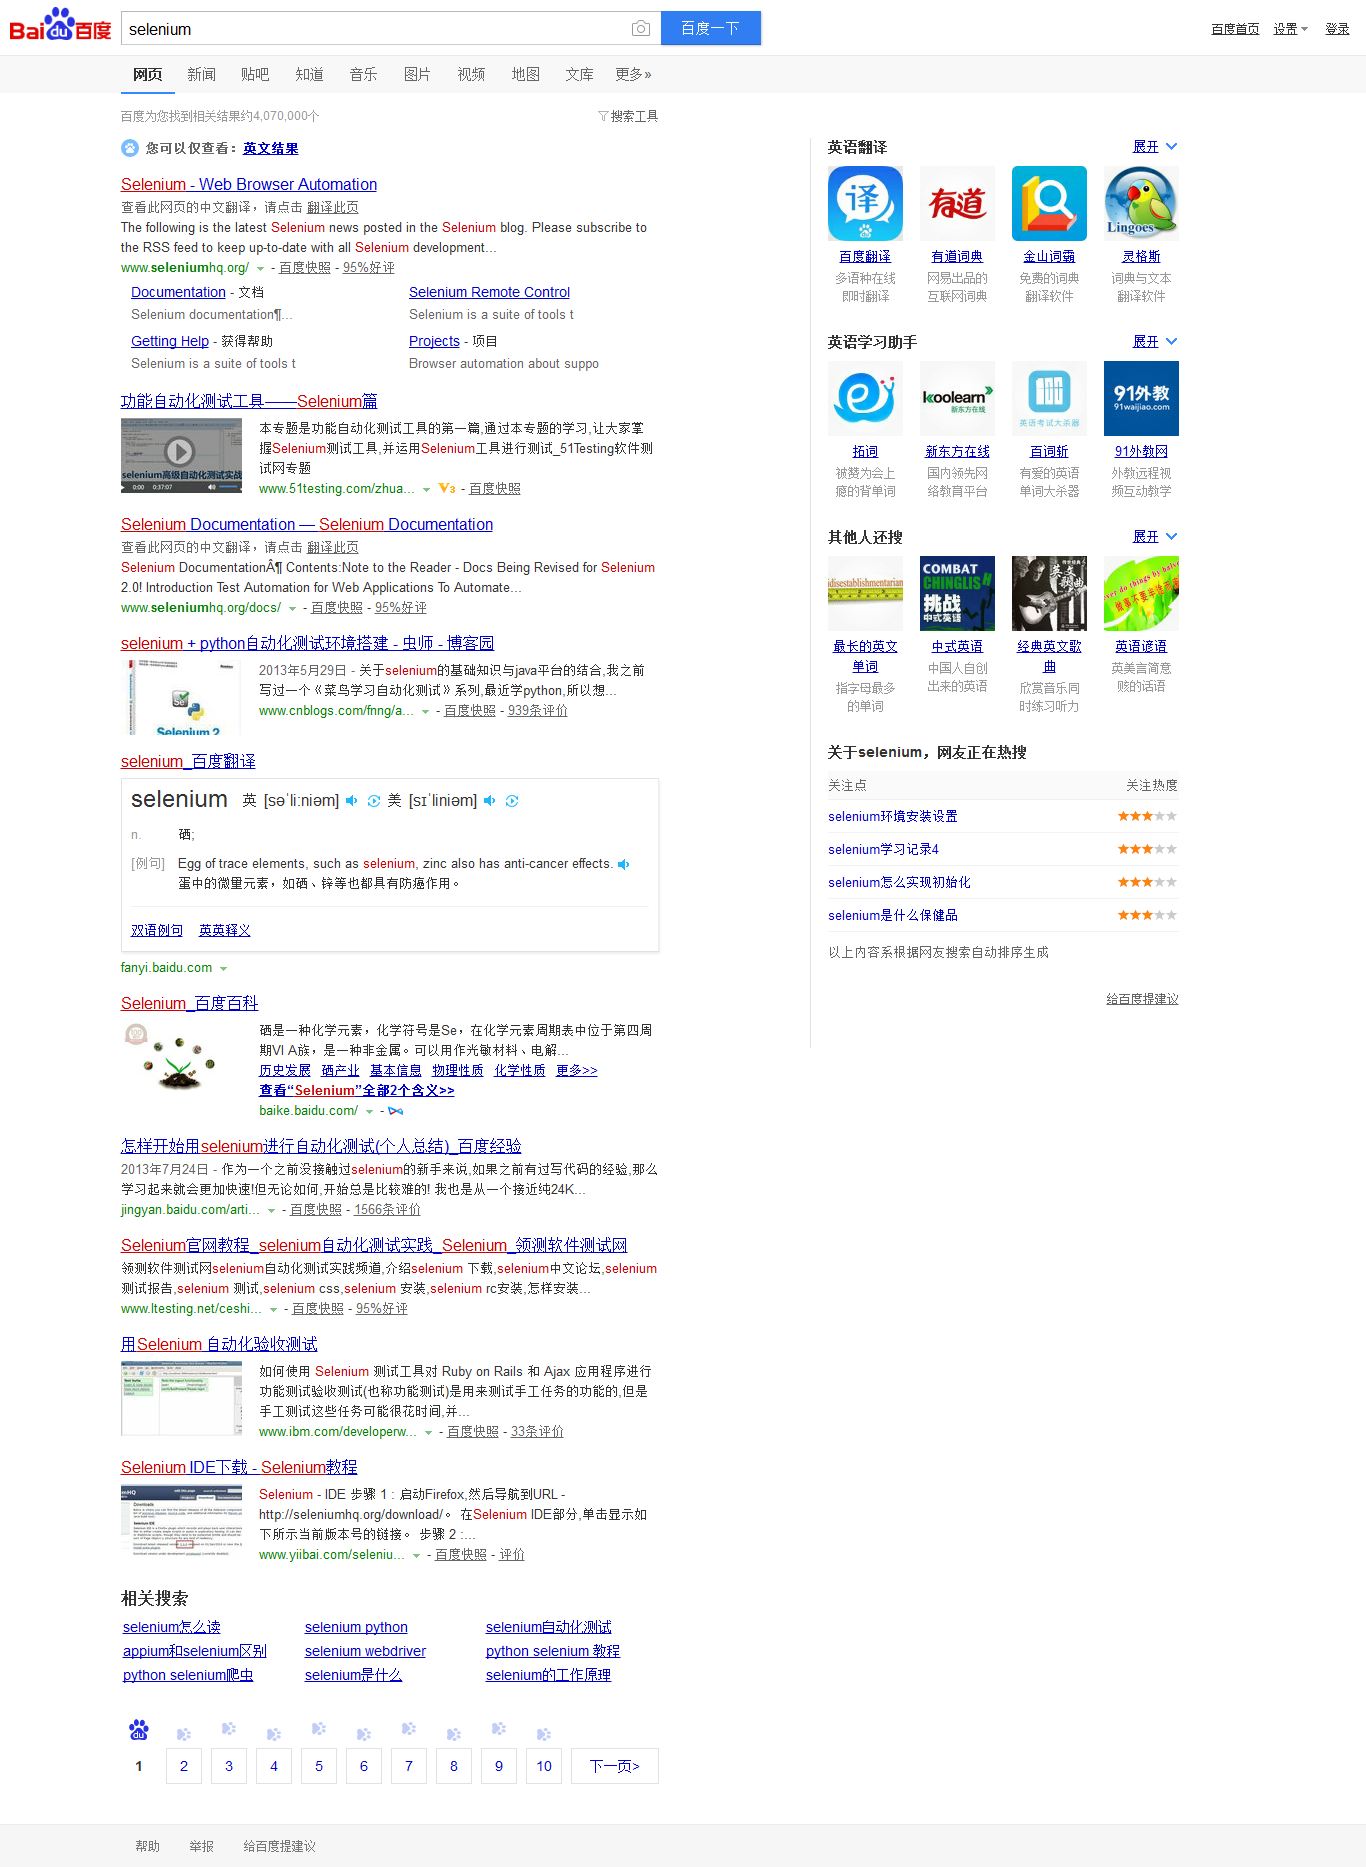 Bai du 百度
selenium
百度一下
百度首页 设置 登录
网页 新闻 贴吧 知道 音乐 图片 视频 地图 文库 更多»
百度为您找到相关结果约4,070,000个
搜索工具
您可以仅查看：英文结果
Selenium - Web Browser Automation
查看此网页的中文翻译，请点击 翻译此页
The following is the latest Selenium news posted in the Selenium blog. Please subscribe to
the RSS feed to keep up-to-date with all Selenium development...
www.seleniumhq.org/ - 百度快照 - 95%好评
Documentation - 文档
Selenium Remote Control
Selenium documentation¶...
Selenium is a suite of tools t
Getting Help - 获得帮助
Projects - 项目
Selenium is a suite of tools t
Browser automation about suppo
功能自动化测试工具——Selenium篇
selenium高级自动化测试实战
0:00 0:37:07
本专题是功能自动化测试工具的第一篇,通过本专题的学习,让大家掌
握Selenium测试工具,并运用Selenium工具进行测试_51Testing软件测
试网专题
www.51testing.com/zhua... V3 - 百度快照
Selenium Documentation — Selenium Documentation
查看此网页的中文翻译，请点击 翻译此页
Selenium DocumentationÂ¶ Contents:Note to the Reader - Docs Being Revised for Selenium
2.0! Introduction Test Automation for Web Applications To Automate...
www.seleniumhq.org/docs/ - 百度快照 - 95%好评
selenium + python自动化测试环境搭建 - 虫师 - 博客园
Se
Selenium 2
2013年5月29日 - 关于selenium的基础知识与java平台的结合,我之前
写过一个《菜鸟学习自动化测试》系列,最近学python,所以想...
www.cnblogs.com/fnng/a... - 百度快照 - 939条评价
selenium_百度翻译
selenium 英 [səˈliːniəm] 美 [sɪˈliniəm]
n. 硒;
[例句] Egg of trace elements, such as selenium, zinc also has anti-cancer effects.
蛋中的微量元素，如硒、锌等也都具有防癌作用。
双语例句 英英释义
fanyi.baidu.com
Selenium_百度百科
硒是一种化学元素，化学符号是Se，在化学元素周期表中位于第四周
期VI A族，是一种非金属。可以用作光敏材料、电解...
历史发展 硒产业 基本信息 物理性质 化学性质 更多>>
查看“Selenium”全部2个含义>>
baike.baidu.com/ -
怎样开始用selenium进行自动化测试(个人总结)_百度经验
2013年7月24日 - 作为一个之前没接触过selenium的新手来说,如果之前有过写代码的经验,那么
学习起来就会更加快速!但无论如何,开始总是比较难的! 我也是从一个接近纯24K...
jingyan.baidu.com/arti... - 百度快照 - 1566条评价
Selenium官网教程_selenium自动化测试实践_Selenium_领测软件测试网
领测软件测试网selenium自动化测试实践频道,介绍selenium 下载,selenium中文论坛,selenium
测试报告,selenium 测试,selenium css,selenium 安装,selenium rc安装,怎样安装...
www.ltesting.net/ceshi... - 百度快照 - 95%好评
用Selenium 自动化验收测试
如何使用 Selenium 测试工具对 Ruby on Rails 和 Ajax 应用程序进行
功能测试验收测试(也称功能测试)是用来测试手工任务的功能的,但是
手工测试这些任务可能很花时间,并...
www.ibm.com/developerw... - 百度快照 - 33条评价
Selenium IDE下载 - Selenium教程
mHQ
Downloads
Selenium IDE
Selenium - IDE 步骤 1 : 启动Firefox,然后导航到URL -
http://seleniumhq.org/download/。 在Selenium IDE部分,单击显示如
下所示当前版本号的链接。 步骤 2 :...
www.yiibai.com/seleniu... - 百度快照 - 评价
相关搜索
selenium怎么读 selenium python selenium自动化测试
appium和selenium区别 selenium webdriver python selenium 教程
python selenium爬虫 selenium是什么 selenium的工作原理
du
1 2 3 4 5 6 7 8 9 10 下一页>
英语翻译 展开
译 有道 Lingoes
百度翻译 有道词典 金山词霸 灵格斯
多语种在线 网易出品的 免费的词典 词典与文本
即时翻译 互联网词典 翻译软件 翻译软件
英语学习助手 展开
koolearn
新东方在线
英语考试大杀器
91外教
91waijiao.com
拓词 新东方在线 百词斩 91外教网
被赞为会上 国内领先网 有爱的英语 外教远程视
瘾的背单词 络教育平台 单词大杀器 频互动教学
其他人还搜 展开
idisestablishmentarian
COMBAT
CHINGLISH
挑战
中式英语
英文歌曲
ver do things by halve
做事不要半途而废
最长的英文 中式英语 经典英文歌 英语谚语
单词 曲
中国人自创 英美言简意
出来的英语 赅的话语
指字母最多 欣赏音乐同
的单词 时练习听力
关于selenium，网友正在热搜
关注点 关注热度
selenium环境安装设置
selenium学习记录4
selenium怎么实现初始化
selenium是什么保健品
以上内容系根据网友搜索自动排序生成
给百度提建议
帮助 举报 给百度提建议